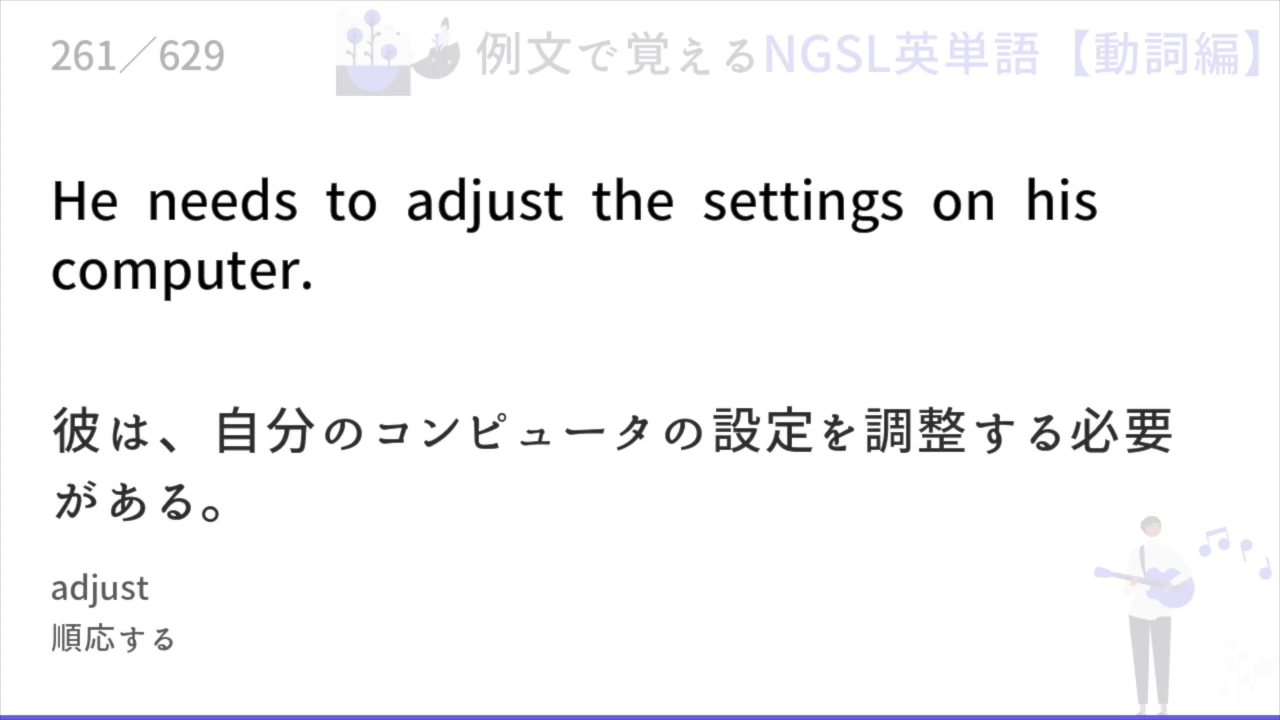 261／629
例文で覚えるNGSL英単語【動詞編】
He needs to adjust the settings on his
computer.
彼は、自分のコンピュータの設定を調整する必要
がある。
adjust
順応する